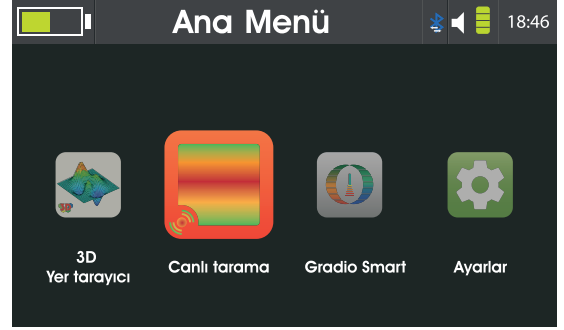 Ana Menü
18:46
3D
Yer tarayıcı
Canlı tarama
Gradio Smart
Ayarlar